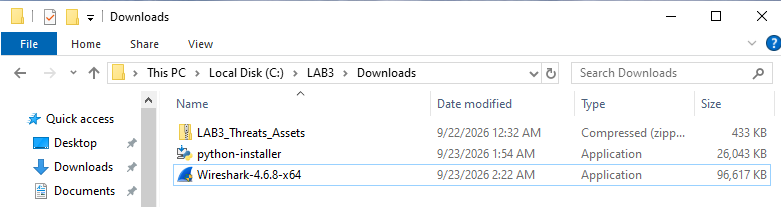 Downloads
File Home Share View
This PC > Local Disk (C:) > LAB3 > Downloads
Search Downloads
Quick access
Desktop
Downloads
Documents
Name Date modified Type Size
LAB3_Threats_Assets 9/22/2026 12:32 AM Compressed (zipp... 433 KB
python-installer 9/23/2026 1:54 AM Application 26,043 KB
Wireshark-4.6.8-x64 9/23/2026 2:22 AM Application 96,617 KB